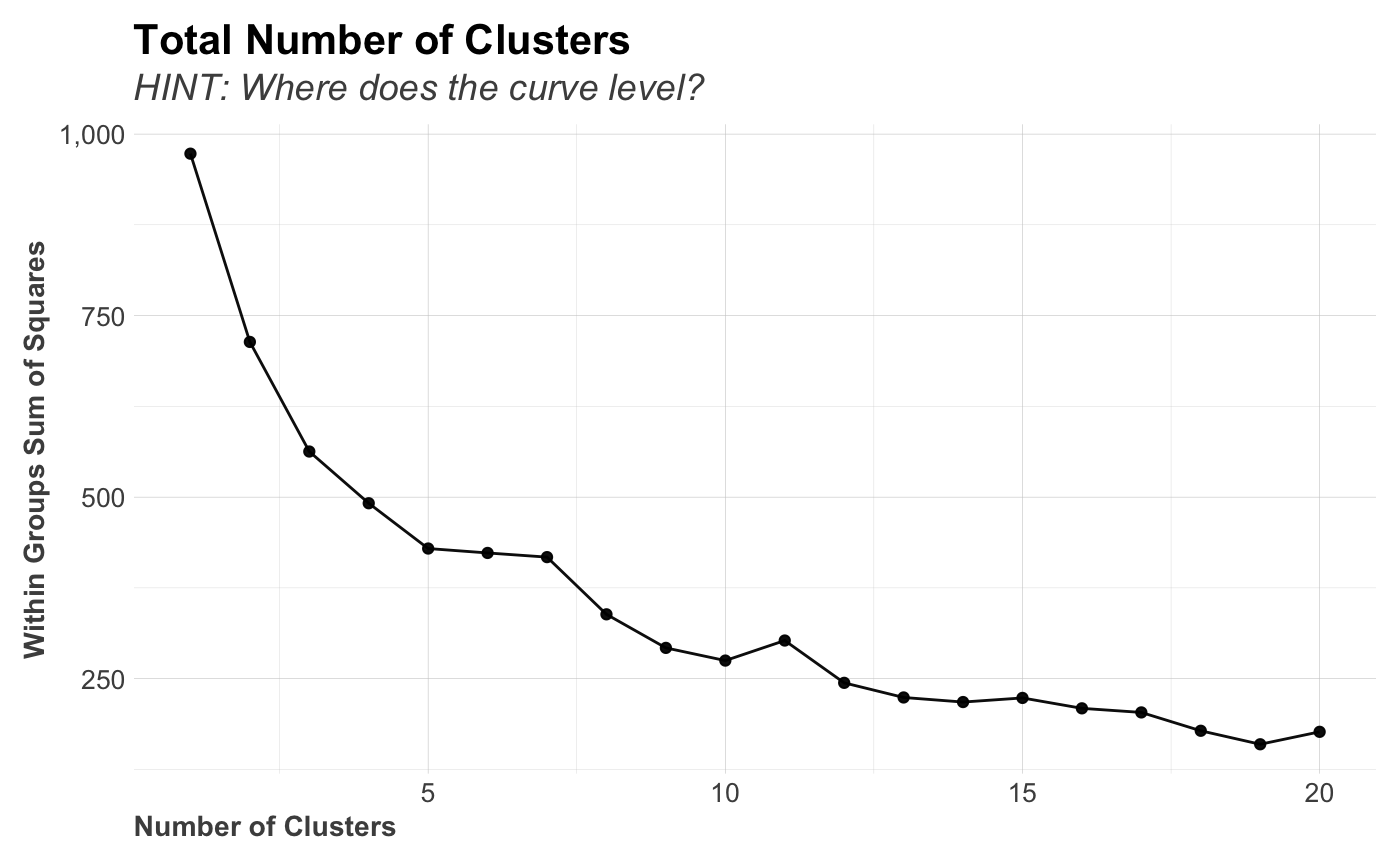 Total Number of Clusters
HINT: Where does the curve level?
1,000
750
500
250
Within Groups Sum of Squares
5
10
15
20
Number of Clusters